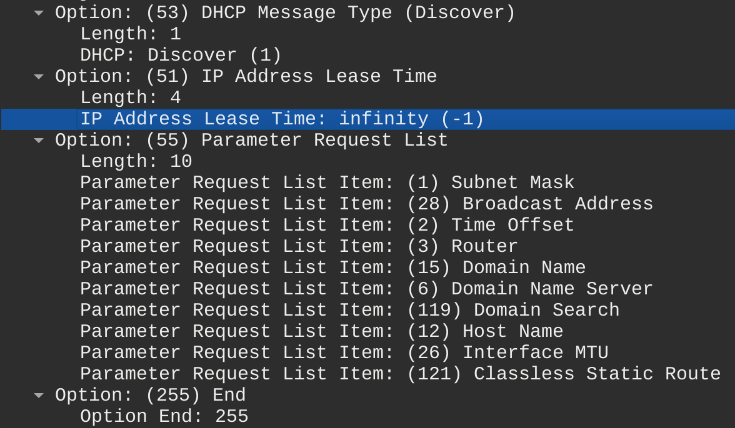 Option: (53) DHCP Message Type (Discover)
Length: 1
DHCP: Discover (1)
Option: (51) IP Address Lease Time
Length: 4
IP Address Lease Time: infinity (-1)
Option: (55) Parameter Request List
Length: 10
Parameter Request List Item: (1) Subnet Mask
Parameter Request List Item: (28) Broadcast Address
Parameter Request List Item: (2) Time Offset
Parameter Request List Item: (3) Router
Parameter Request List Item: (15) Domain Name
Parameter Request List Item: (6) Domain Name Server
Parameter Request List Item: (119) Domain Search
Parameter Request List Item: (12) Host Name
Parameter Request List Item: (26) Interface MTU
Parameter Request List Item: (121) Classless Static Route
Option: (255) End
Option End: 255